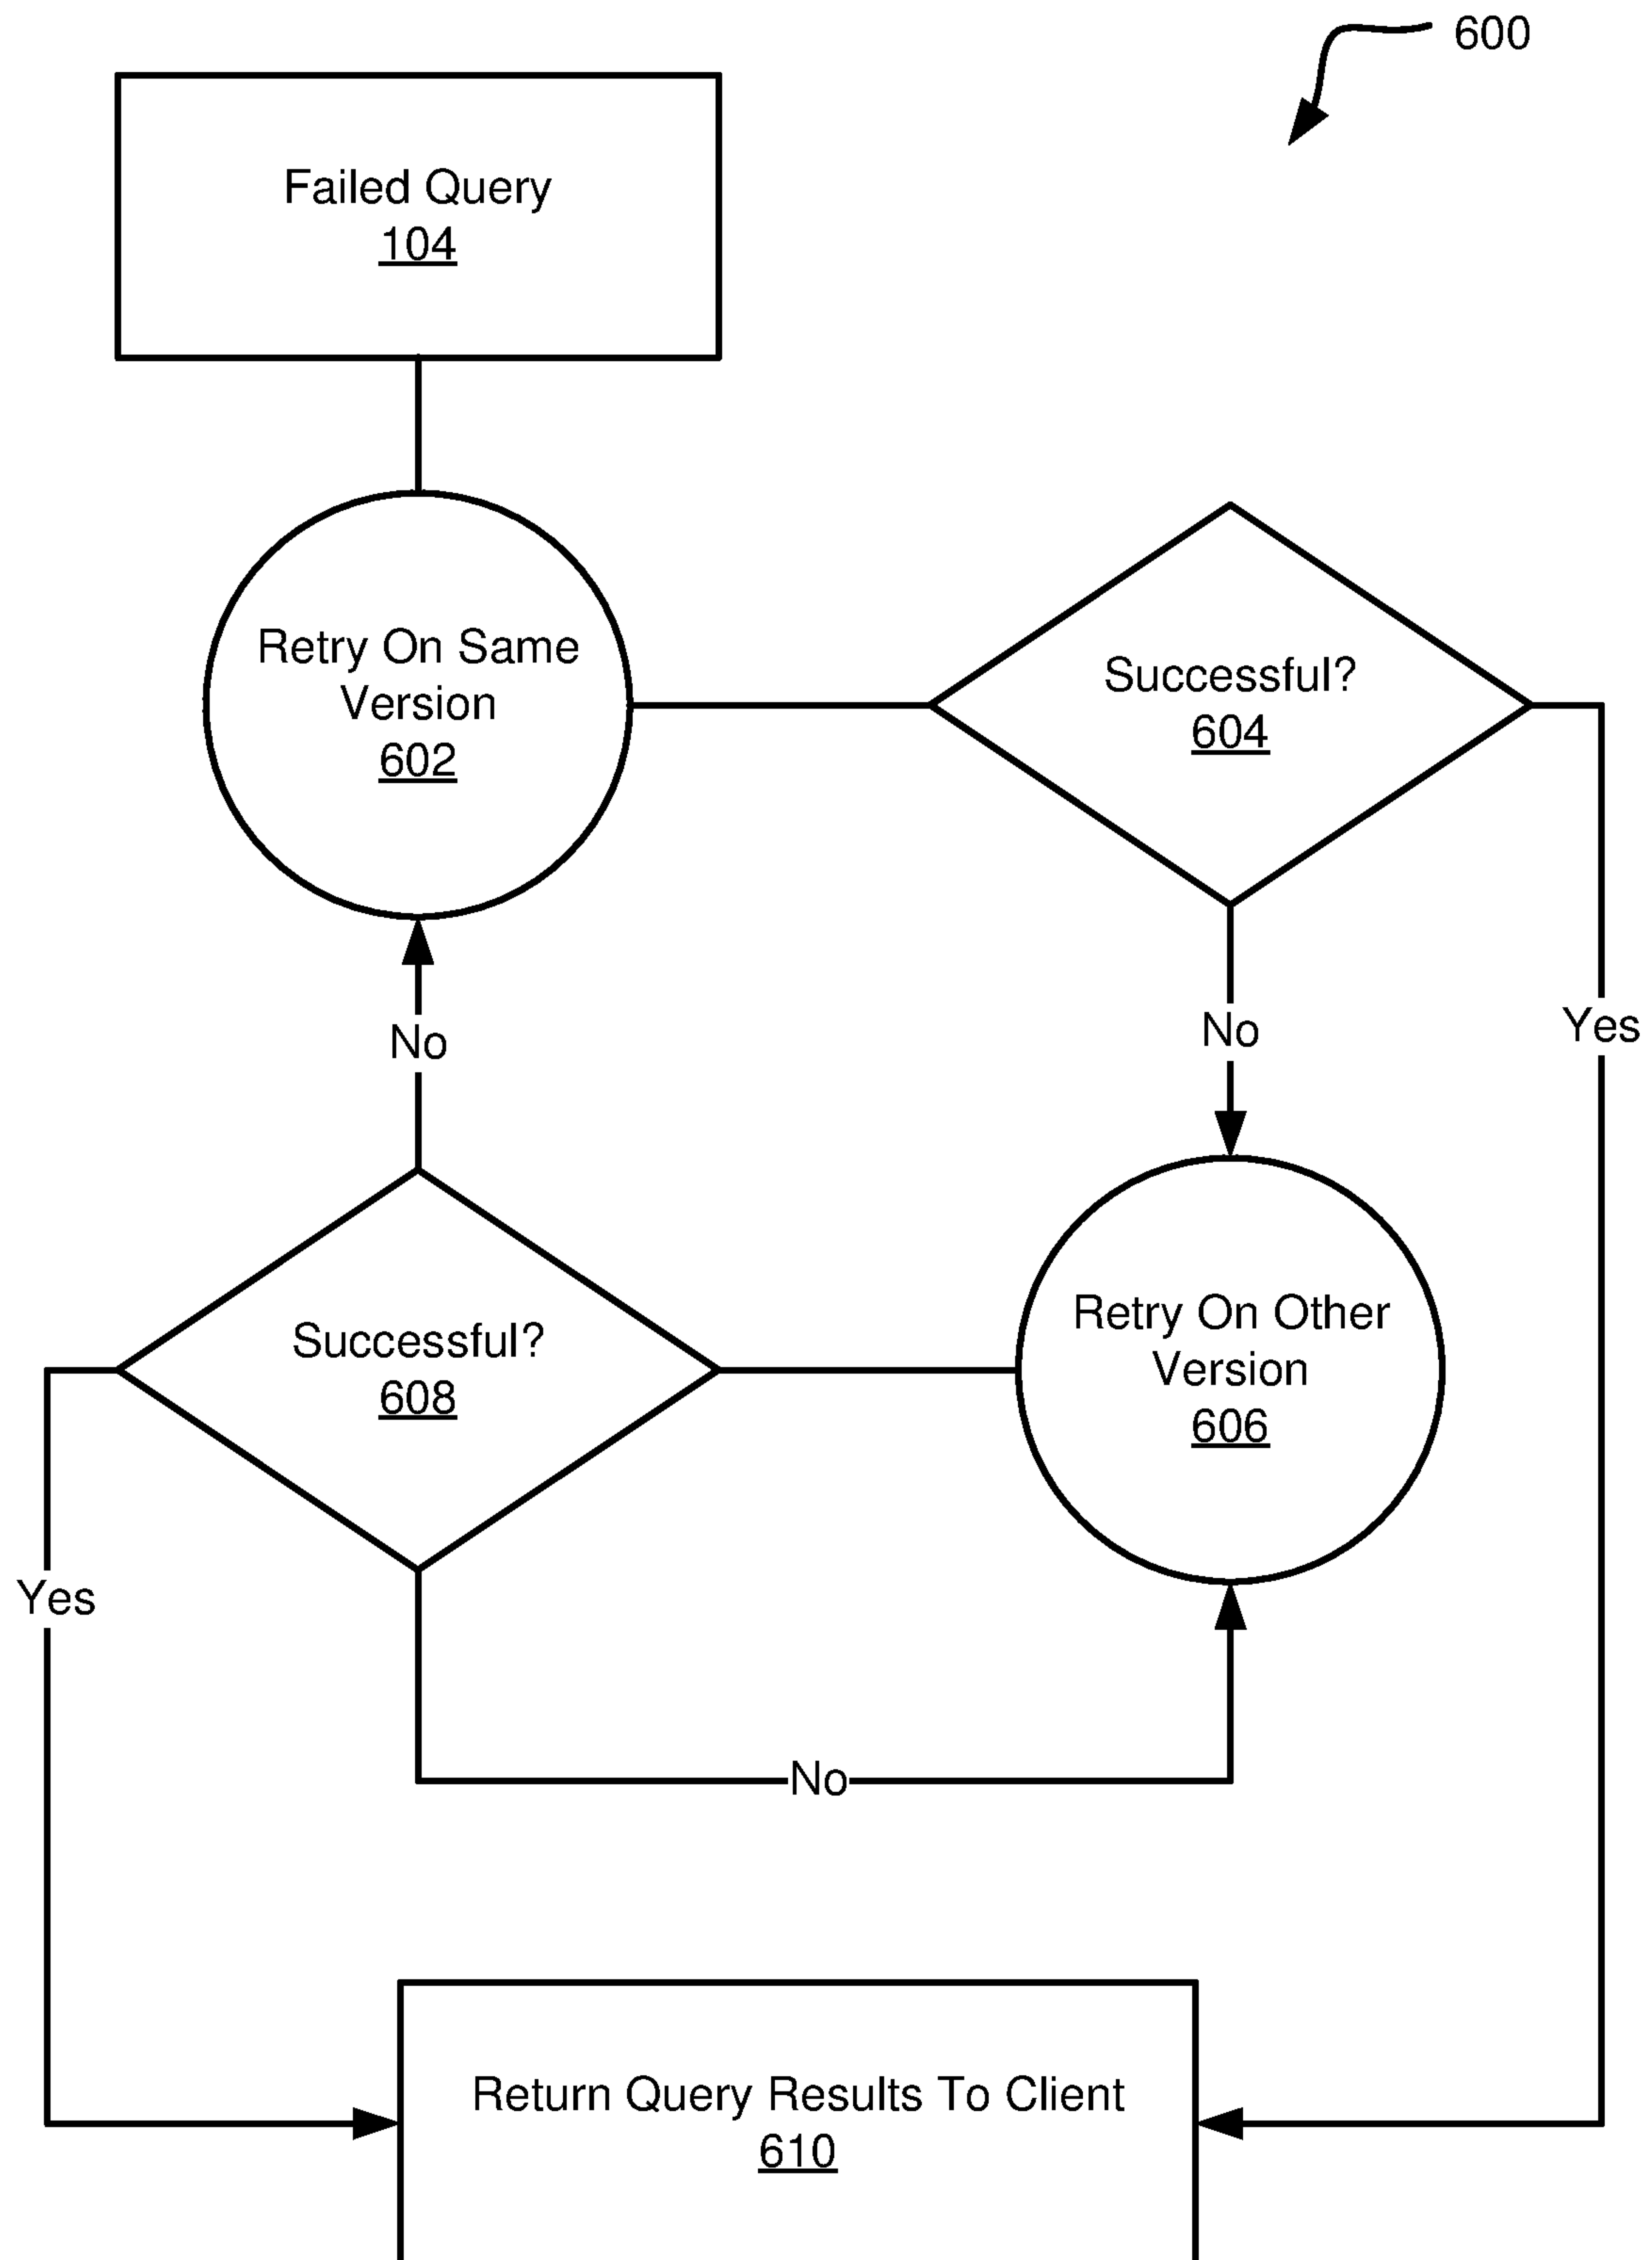 600
Failed Query
104
Retry On Same
Version
602
Successful?
604
No
No
Yes
Retry On Other
Version
606
Successful?
608
Yes
No
Return Query Results To Client
610